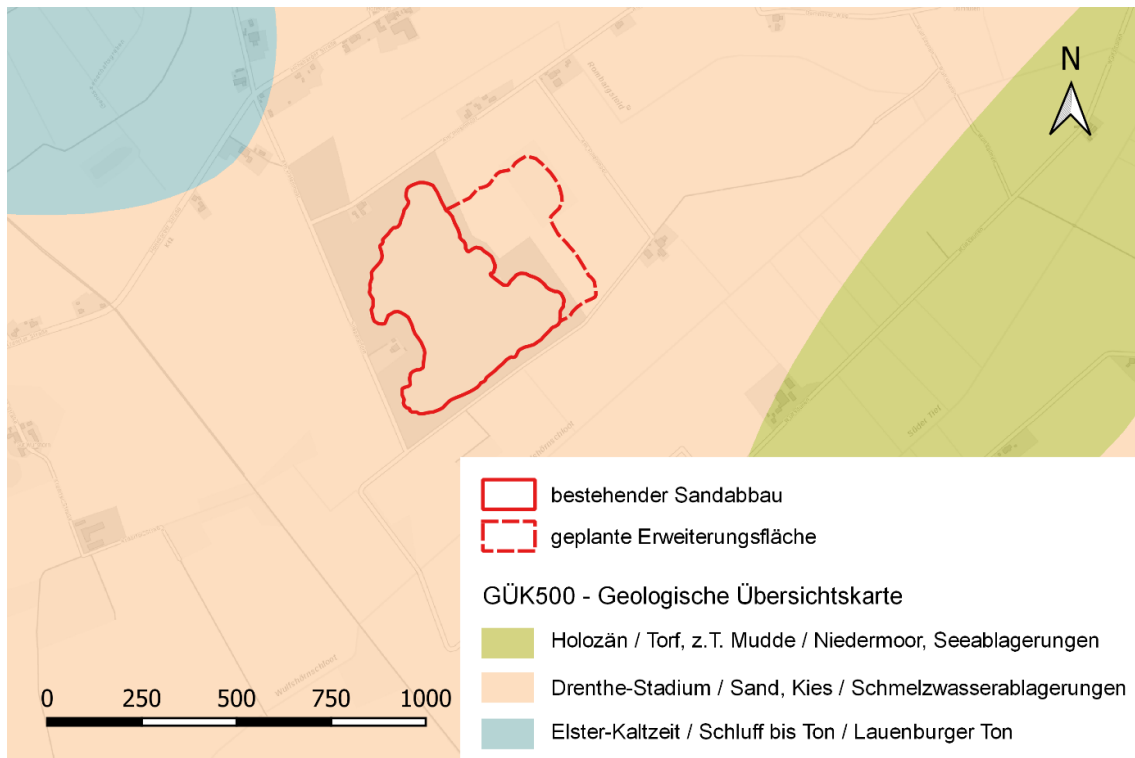 N
bestehender Sandabbau
geplante Erweiterungsfläche
GÜK500 - Geologische Übersichtskarte
Holozän / Torf, z.T. Mudde / Niedermoor, Seeablagerungen
Drenthe-Stadium / Sand, Kies / Schmelzwasserablagerungen
Elster-Kaltzeit / Schluff bis Ton / Lauenburger Ton
0 250 500 750 1000